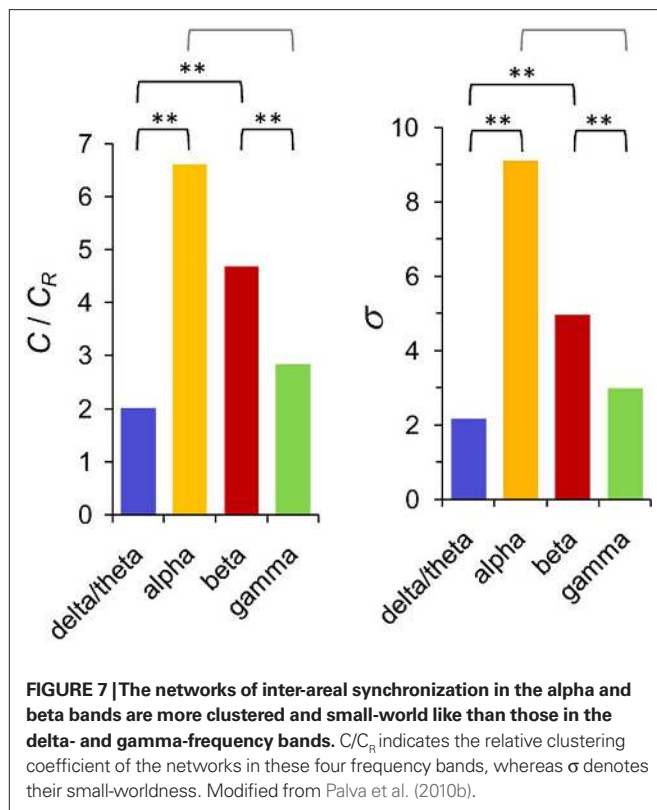 **
**
**
**
**
**
7
6
5
4
3
2
1
0
C / C_R
delta/theta
alpha
beta
gamma
10
8
6
4
2
0
σ
delta/theta
alpha
beta
gamma
FIGURE 7 | The networks of inter-areal synchronization in the alpha and
beta bands are more clustered and small-world like than those in the
delta- and gamma-frequency bands. C/C_R indicates the relative clustering
coefficient of the networks in these four frequency bands, whereas σ denotes
their small-worldness. Modified from Palva et al. (2010b).